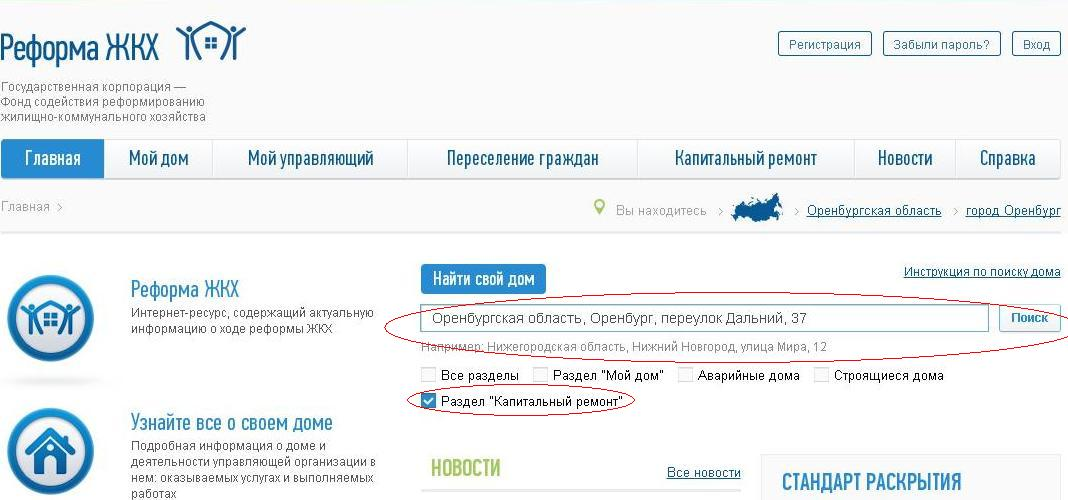 Реформа ЖКХ
Регистрация Забыли пароль? Вход
Государственная корпорация —
Фонд содействия реформированию
жилищно-коммунального хозяйства
Главная Мой дом Мой управляющий Переселение граждан Капитальный ремонт Новости Справка
Главная > Вы находитесь > > Оренбургская область > город Оренбург
Найти свой дом Инструкция по поиску дома
Реформа ЖКХ
Интернет-ресурс, содержащий актуальную
информацию о ходе реформы ЖКХ
Оренбургская область, Оренбург, переулок Дальний, 37 Поиск
Например: Нижегородская область, Нижний Новгород, улица Мира, 12
Все разделы Раздел "Мой дом" Аварийные дома Строящиеся дома
Раздел "Капитальный ремонт"
Узнайте все о своем доме
Подробная информация о доме и
деятельности управляющей организации в
нем: оказываемых услугах и выполняемых
работах
НОВОСТИ Все новости
СТАНДАРТ РАСКРЫТИЯ